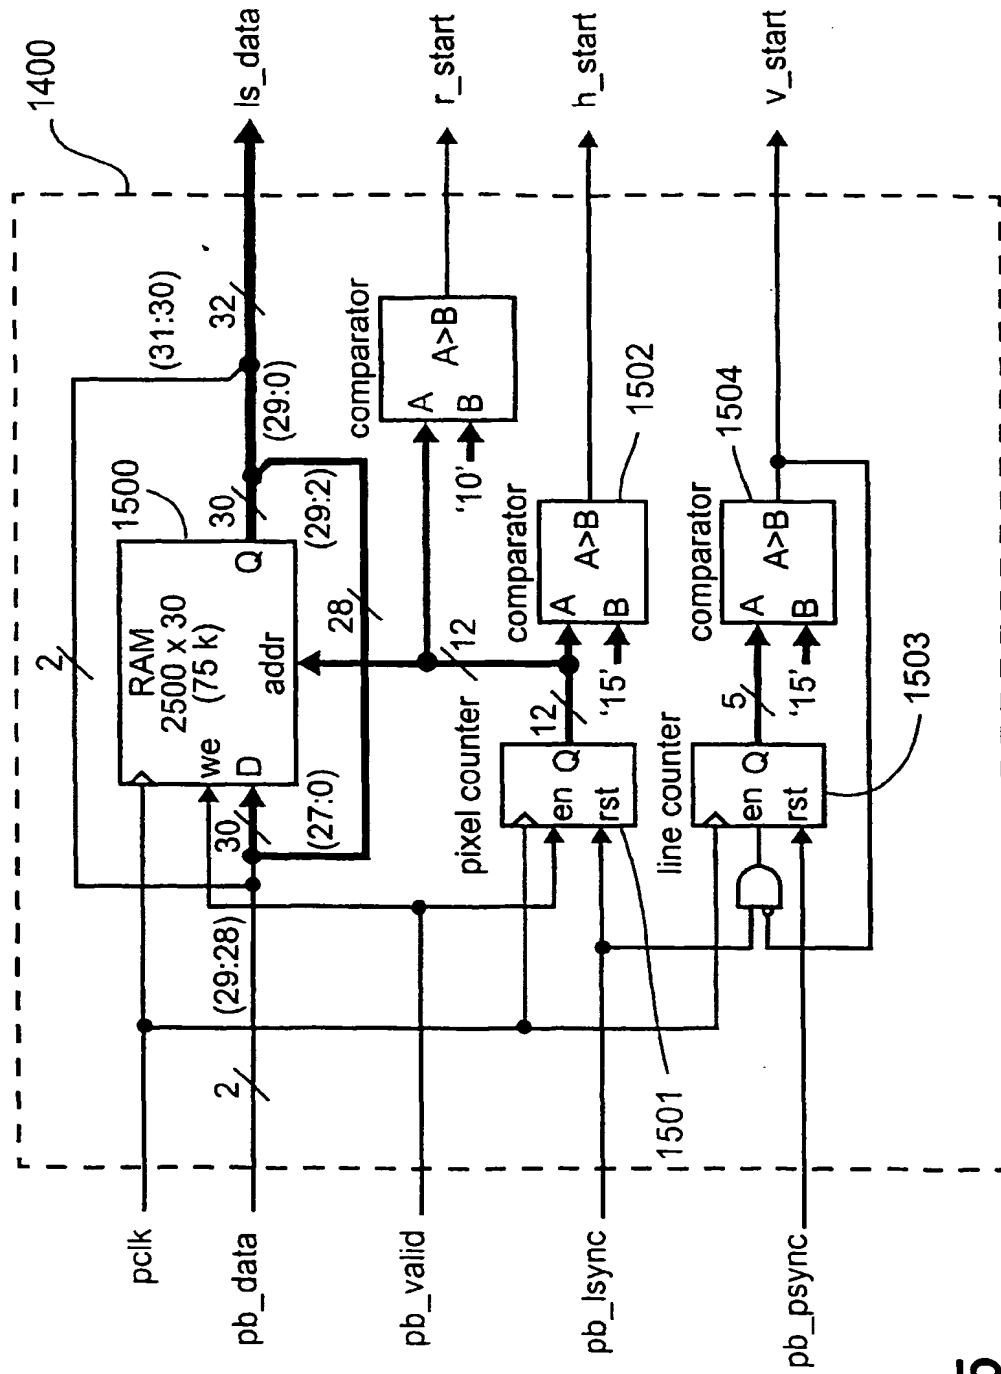 1400
ls_data
r_start
h_start
v_start
(31:30)
32
(29:0)
2
1500
30
(29:2)
RAM
2500 x 30
(75 k)
we
D
Q
addr
28
30
(27:0)
(29:28)
2
comparator
A
B
A>B
'10'
12
pixel counter
en
Q
rst
12
'15'
comparator
A
B
A>B
1502
1501
line counter
en
Q
rst
5
'15'
comparator
A
B
A>B
1504
1503
pclk
pb_data
pb_valid
pb_lsync
pb_psync